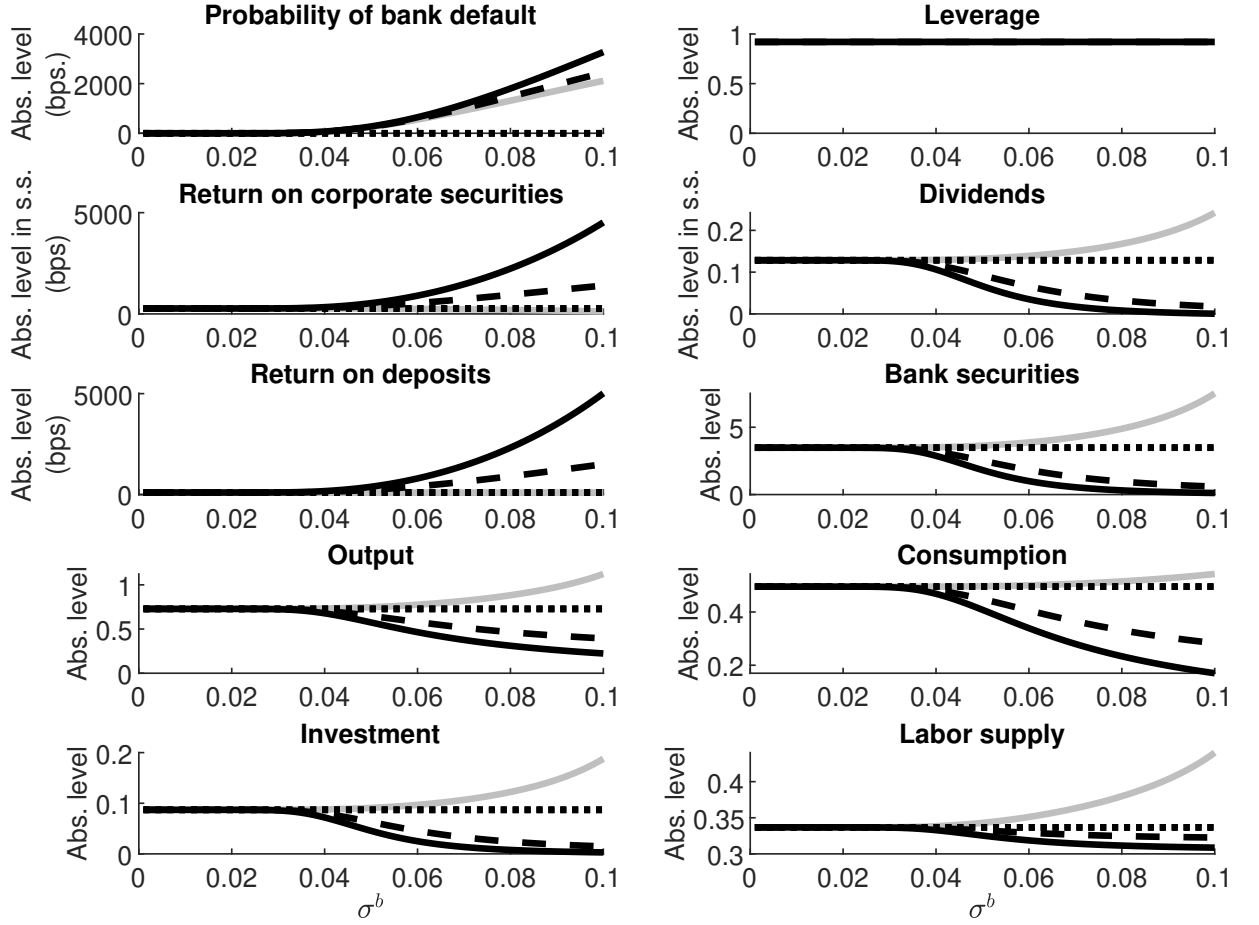 Probability of bank default
Abs. level
(bps.)
4000
2000
0
0 0.02 0.04 0.06 0.08 0.1
Leverage
Abs. level
1
0.5
0
0 0.02 0.04 0.06 0.08 0.1
Return on corporate securities
Abs. level in s.s.
(bps)
5000
0
0 0.02 0.04 0.06 0.08 0.1
Dividends
Abs. level in s.s.
0.2
0.1
0
0 0.02 0.04 0.06 0.08 0.1
Return on deposits
Abs. level
(bps)
5000
0
0 0.02 0.04 0.06 0.08 0.1
Bank securities
Abs. level
5
0
0 0.02 0.04 0.06 0.08 0.1
Output
Abs. level
1
0.5
0
0 0.02 0.04 0.06 0.08 0.1
Consumption
Abs. level
0.4
0.2
0 0.02 0.04 0.06 0.08 0.1
Investment
Abs. level
0.2
0.1
0
0 0.02 0.04 0.06 0.08 0.1
σᵇ
Labor supply
Abs. level
0.4
0.35
0.3
0 0.02 0.04 0.06 0.08 0.1
σᵇ